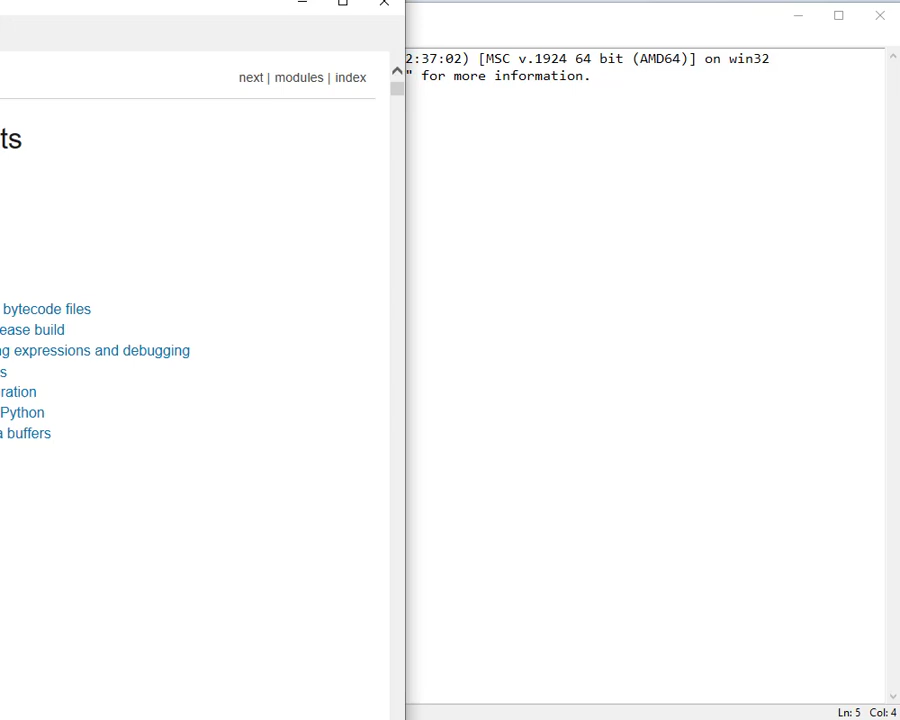 next | modules | index
ts
bytecode files
ease build
ng expressions and debugging
s
ration
Python
a buffers
2:37:02) [MSC v.1924 64 bit (AMD64)] on win32
" for more information.
Ln: 5 Col: 4